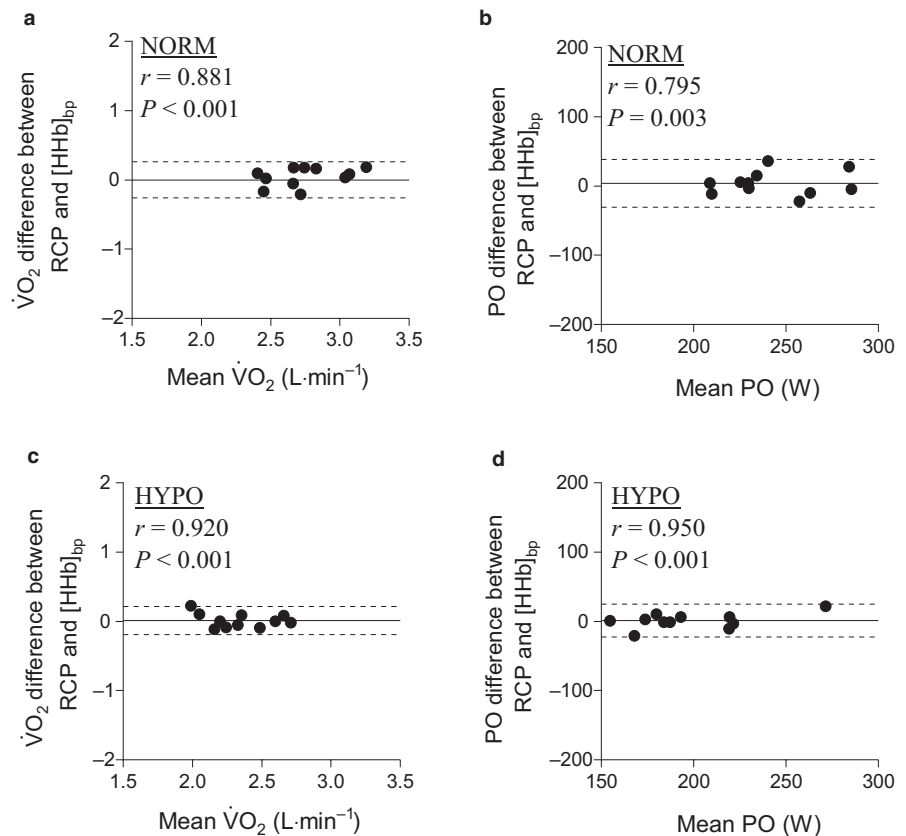 a
NORM
r = 0.881
P < 0.001
2
1
0
–1
–2
1.5 2.0 2.5 3.0 3.5
V̇O₂ difference between
RCP and [HHb]bp
Mean V̇O₂ (L·min⁻¹)
b
NORM
r = 0.795
P = 0.003
200
100
0
–100
–200
150 200 250 300
PO difference between
RCP and [HHb]bp
Mean PO (W)
c
HYPO
r = 0.920
P < 0.001
2
1
0
–1
–2
1.5 2.0 2.5 3.0 3.5
V̇O₂ difference between
RCP and [HHb]bp
Mean V̇O₂ (L·min⁻¹)
d
HYPO
r = 0.950
P < 0.001
200
100
0
–100
–200
150 200 250 300
PO difference between
RCP and [HHb]bp
Mean PO (W)